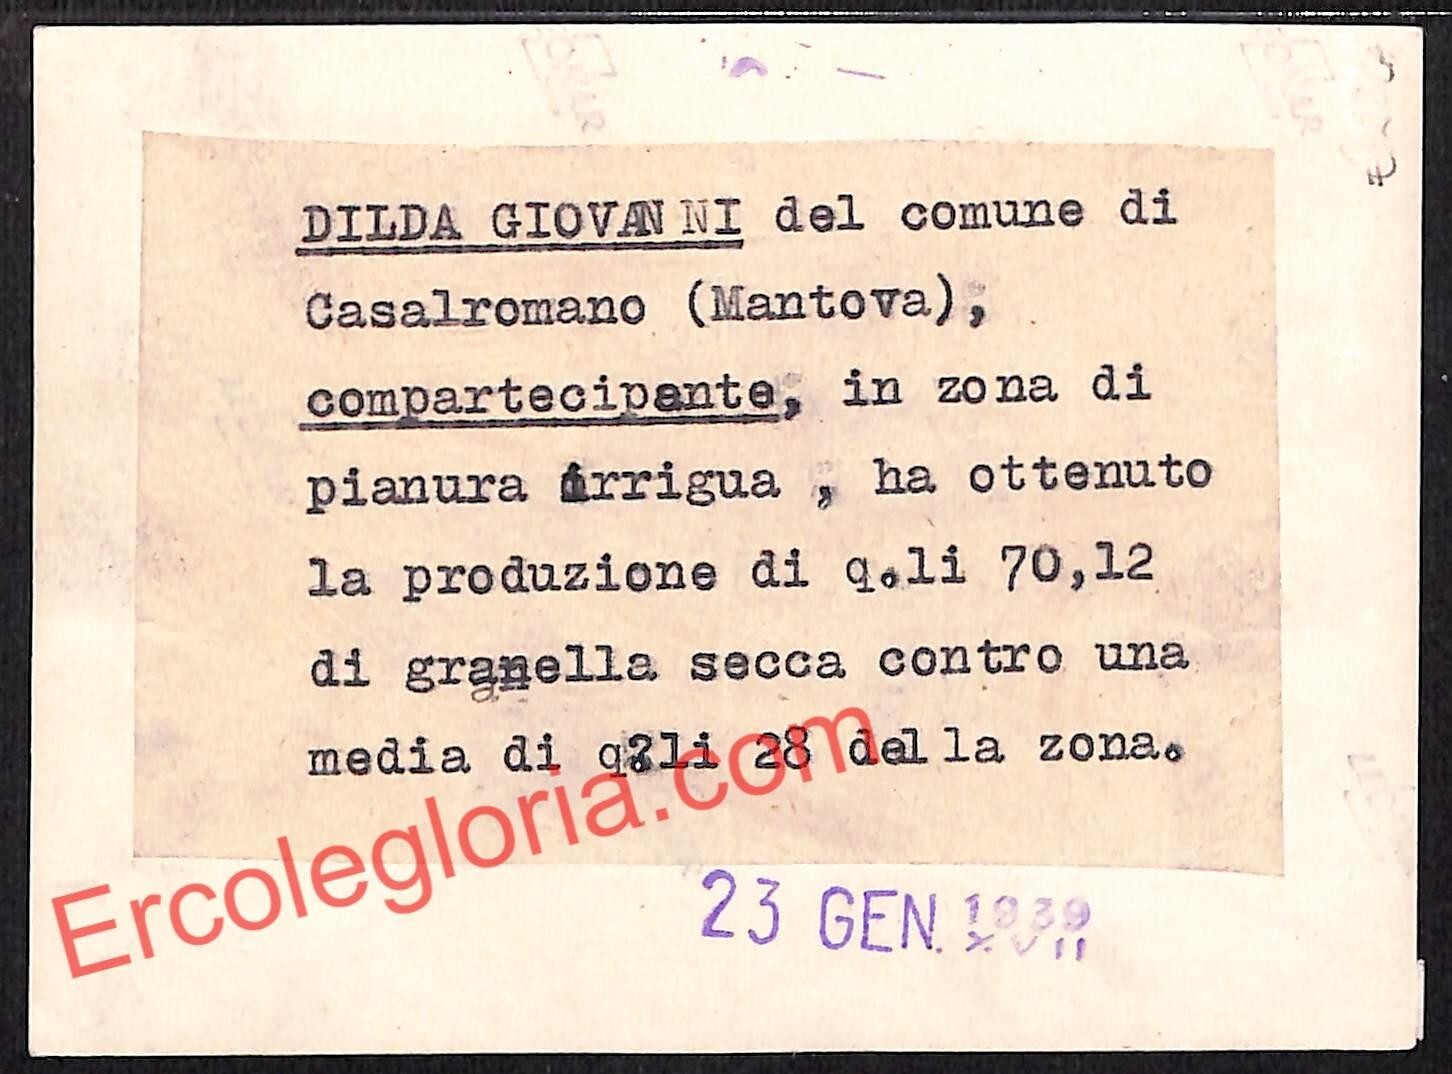 DILDA GIOVANNI del comune di
Casalromano (Mantova),
compartecipante, in zona di
pianura irrigua , ha ottenuto
la produzione di q.li 70,12
di granella secca contro una
media di q.li 28 della zona.
Ercolegloria.com
23 GEN. 1939
XVII